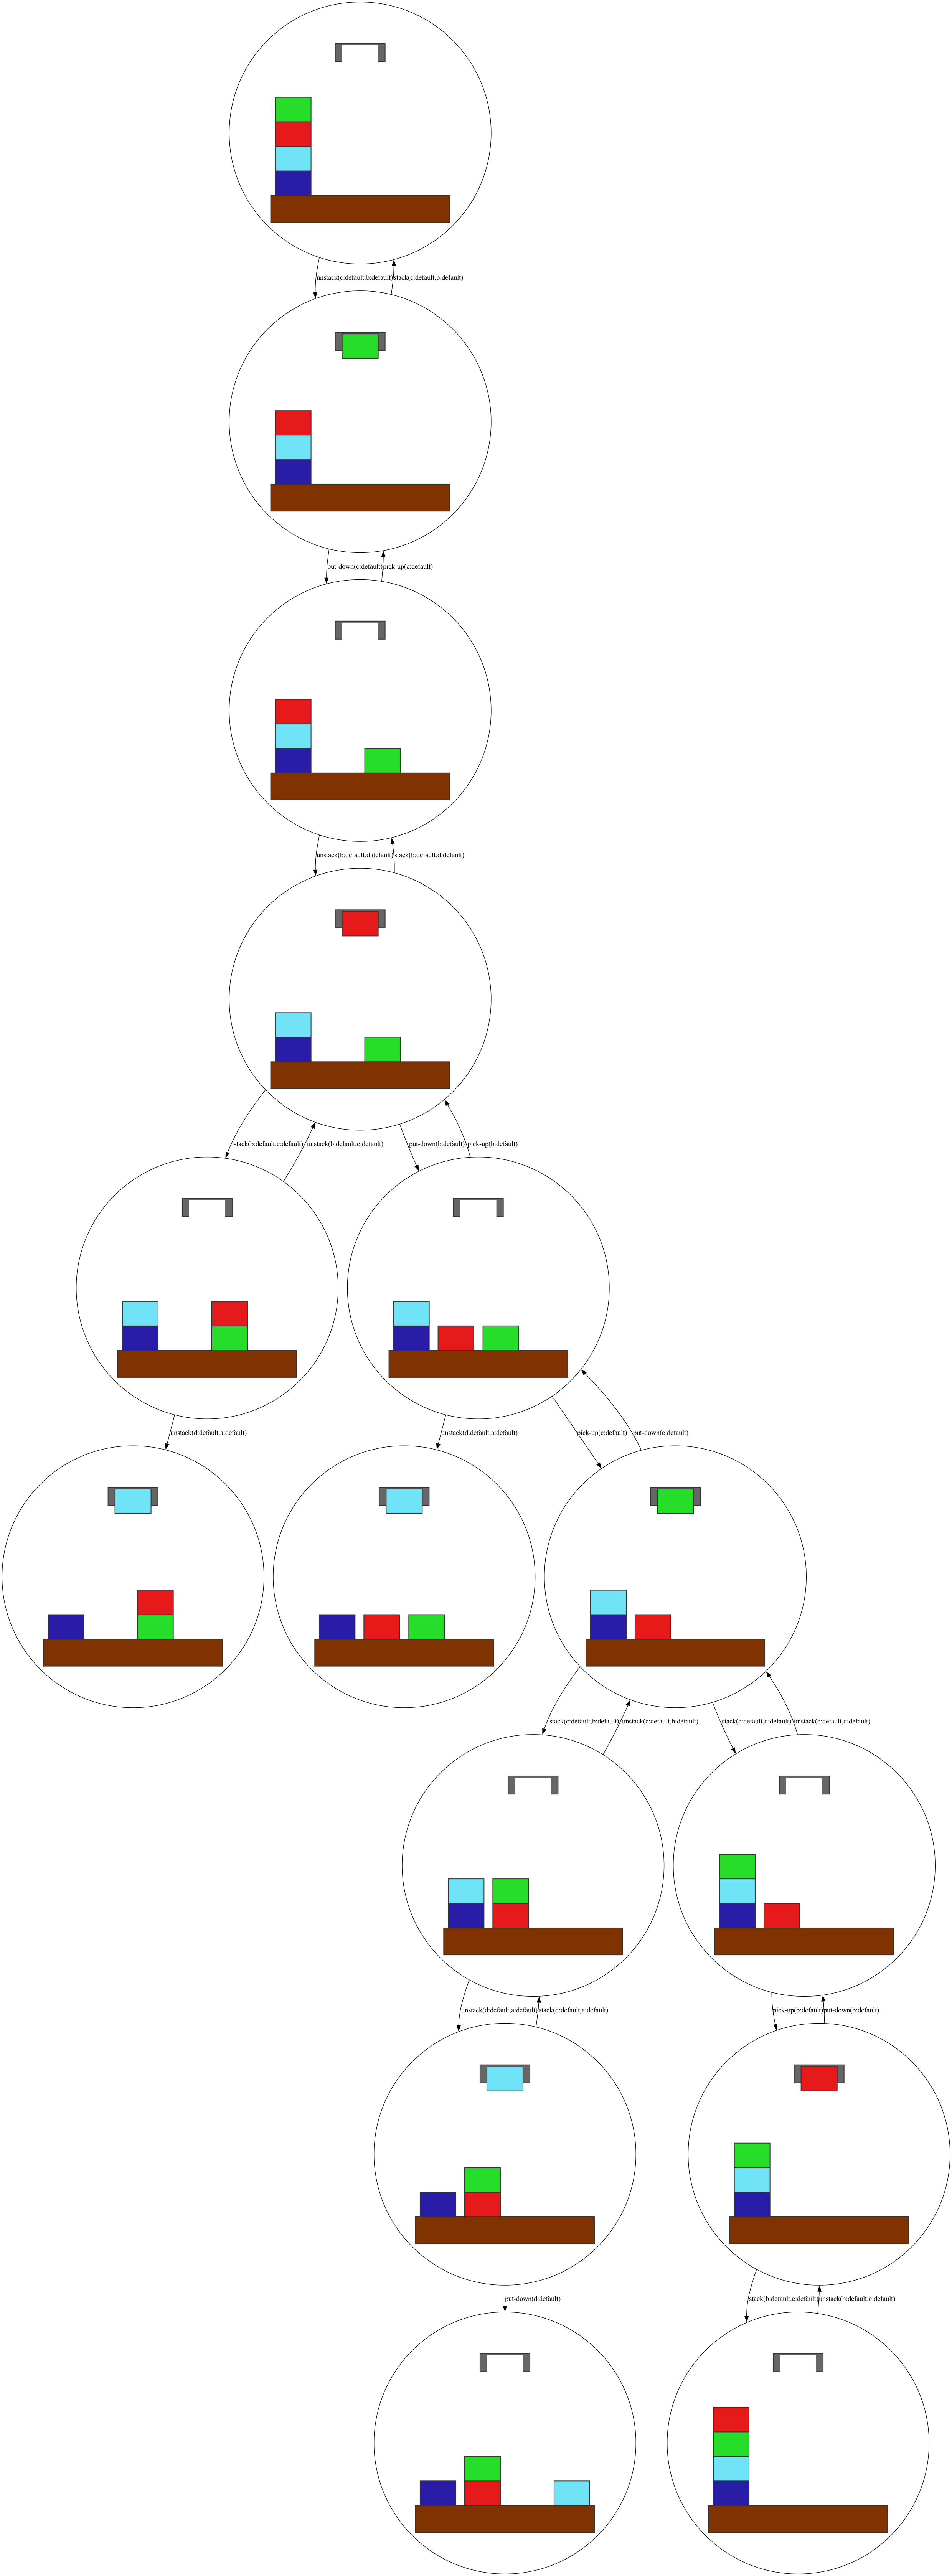 unstack(c:default,b:default)
stack(c:default,b:default)
put-down(c:default)
pick-up(c:default)
unstack(b:default,d:default)
stack(b:default,d:default)
stack(b:default,c:default)
unstack(b:default,c:default)
put-down(b:default)
pick-up(b:default)
unstack(d:default,a:default)
unstack(d:default,a:default)
pick-up(c:default)
put-down(c:default)
stack(c:default,b:default)
unstack(c:default,b:default)
stack(c:default,d:default)
unstack(c:default,d:default)
unstack(d:default,a:default)
stack(d:default,a:default)
pick-up(b:default)
put-down(b:default)
put-down(d:default)
stack(b:default,c:default)
unstack(b:default,c:default)